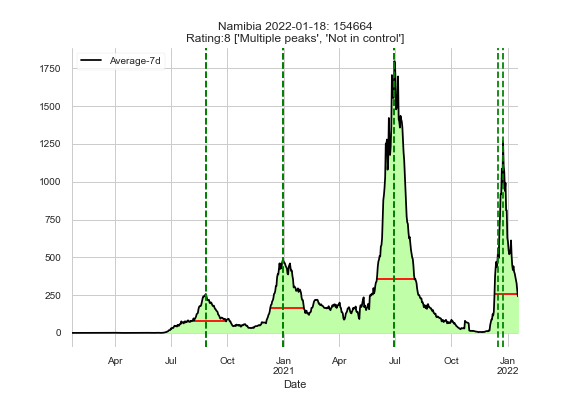 Namibia 2022-01-18: 154664
Rating:8 ['Multiple peaks', 'Not in control']
Average-7d
1750
1500
1250
1000
750
500
250
0
Apr Jul Oct Jan Apr Jul Oct Jan
2021 2022
Date